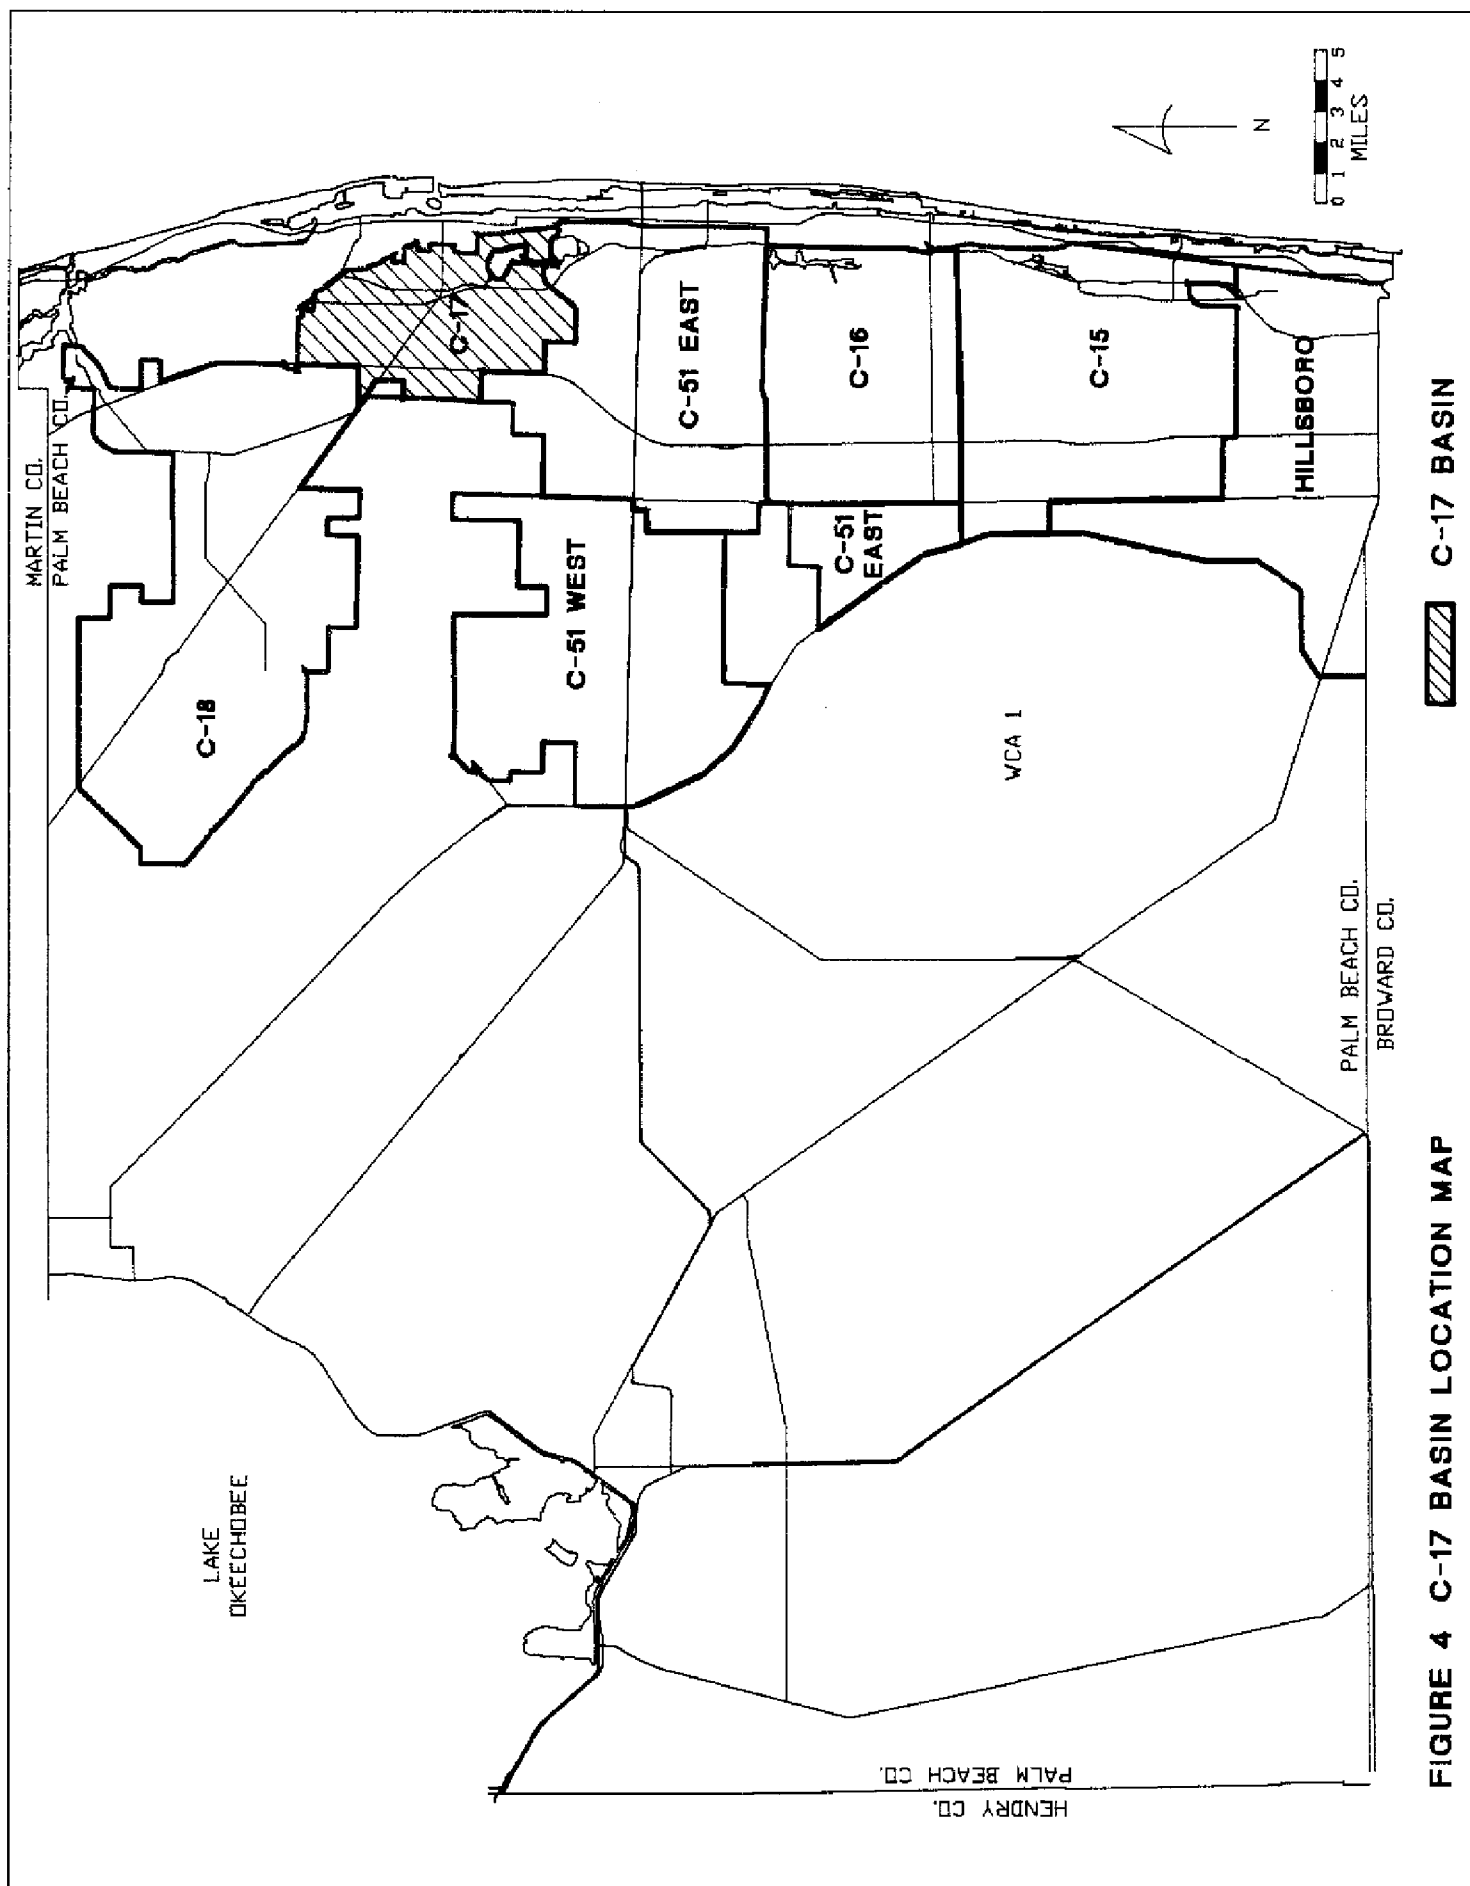 MARTIN CO.
PALM BEACH CO.
LAKE
OKEECHOBEE
C-18
C-17
C-51 WEST
C-51 EAST
C-51
EAST
C-16
C-15
WCA 1
HILLSBORO
HENDRY CO.
PALM BEACH CO.
PALM BEACH CO.
BROWARD CO.
N
0 1 2 3 4 5
MILES
FIGURE 4 C-17 BASIN LOCATION MAP
C-17 BASIN